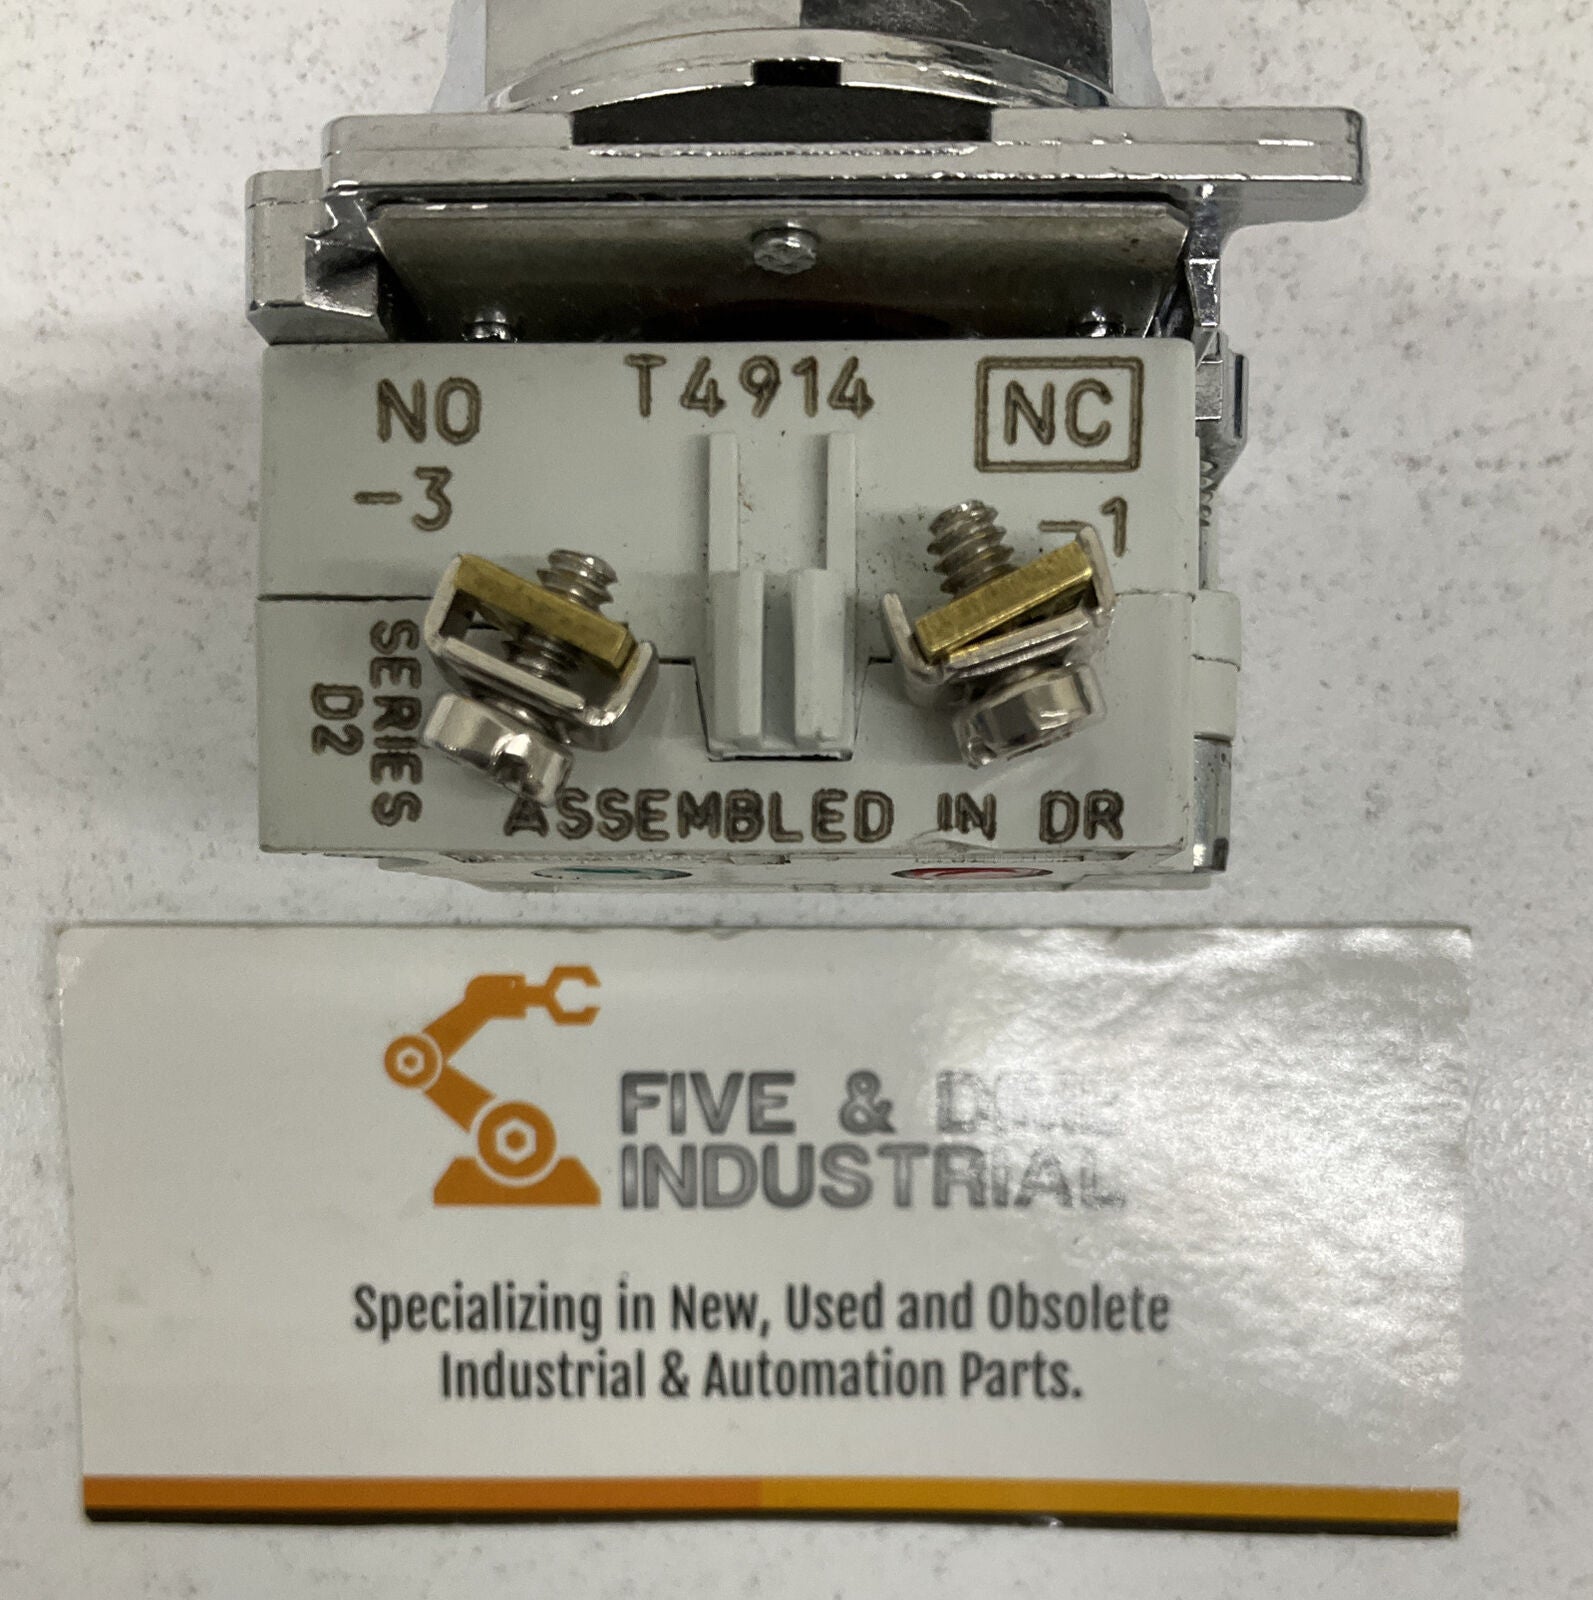 NO
T4914
NC
-3
-1
SERIES
D2
ASSEMBLED IN DR
FIVE & DIME
INDUSTRIAL
Specializing in New, Used and Obsolete
Industrial & Automation Parts.